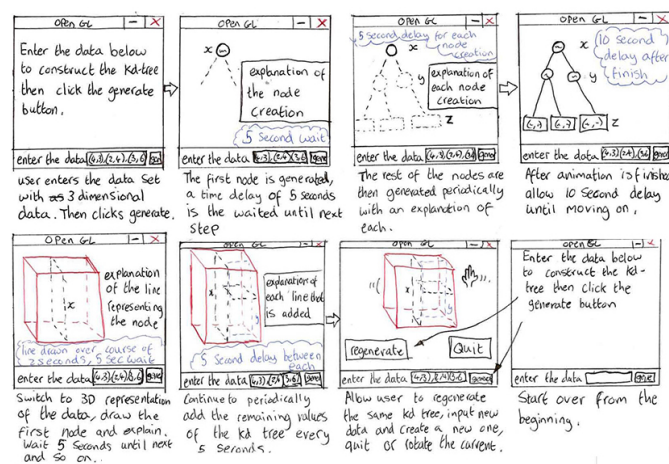 Open GL
Enter the data below
to construct the Kd-tree
then click the generate
button.
enter the data (4,3),(2,4),(3,6)
user enters the data set
with 3 dimensional
data. Then clicks generate.
Open GL
x
explanation of
the node
creation
5 second wait
enter the data
The first node is generated,
a time delay of 5 seconds
is the waited until next
step
Open GL
5 second delay for each
node
creation
x
y
explanation of
each node
creation
z
enter the data
The rest of the nodes are
then generated periodically
with an explanation of
each.
Open GL
x
10 second
delay after
finish
y
z
enter the data
After animation is finished
allow 10 second delay
until moving on.
Open GL
explanation
of the line
representing
the node
x
line drawn over course of
2 seconds, 5 sec wait
enter the data
Switch to 3D representation
of the data, draw the
first node and explain.
Wait 5 seconds until next
and so on.
Open GL
x
y
explanation of
each line that
is added
5 second delay between
each
enter the data
Continue to periodically
add the remaining values
of the kd tree every
5 seconds.
Open GL
x
regenerate
Quit
enter the data
Allow user to regenerate
the same kd tree, input new
data and create a new one,
quit or rotate the current.
Open GL
Enter the data below
to construct the Kd-
tree then click the
generate button
enter the data
Start over from the
beginning.